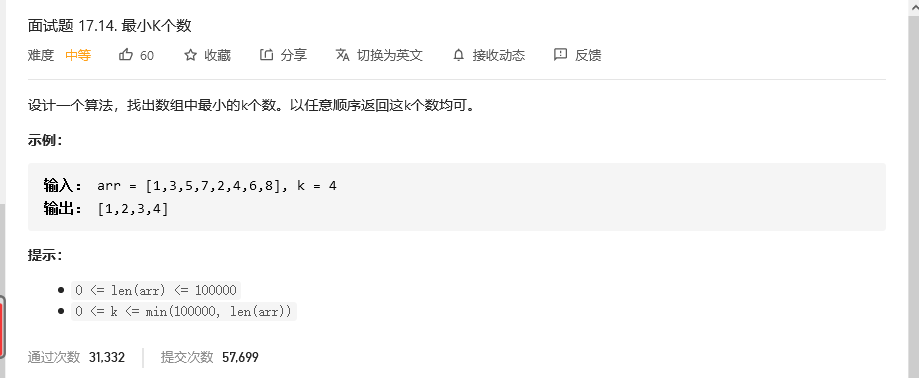 面试题 17.14. 最小K个数
难度 中等 60 收藏 分享 切换为英文 接收动态 反馈
设计一个算法，找出数组中最小的k个数。以任意顺序返回这k个数均可。
示例：
输入： arr = [1,3,5,7,2,4,6,8], k = 4
输出： [1,2,3,4]
提示：
0 <= len(arr) <= 100000
0 <= k <= min(100000, len(arr))
通过次数 31,332 提交次数 57,699